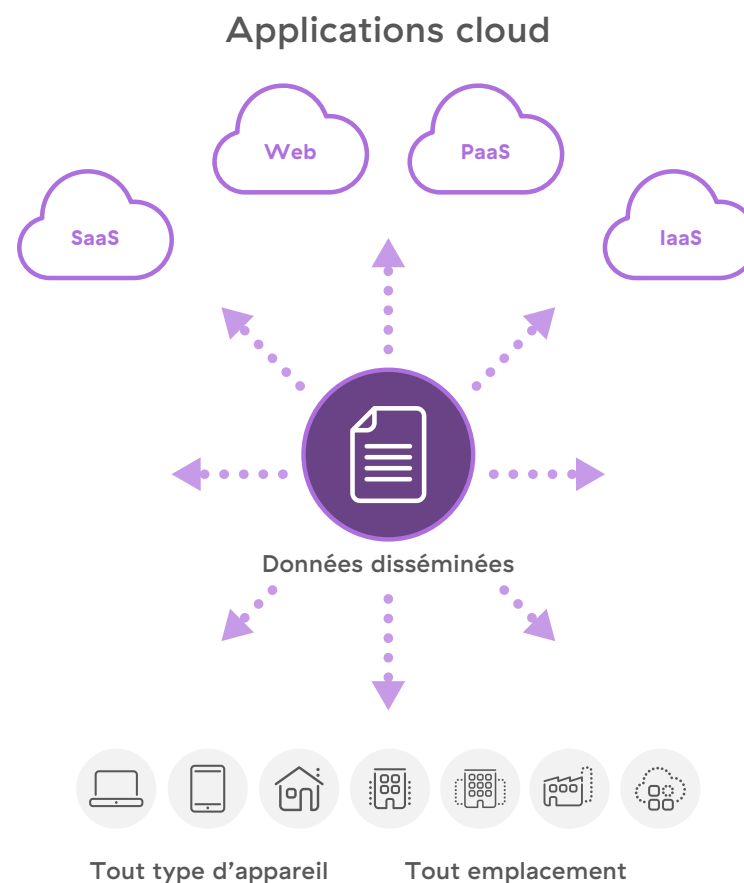 Applications cloud
Web
PaaS
SaaS
IaaS
Données disséminées
Tout type d’appareil
Tout emplacement